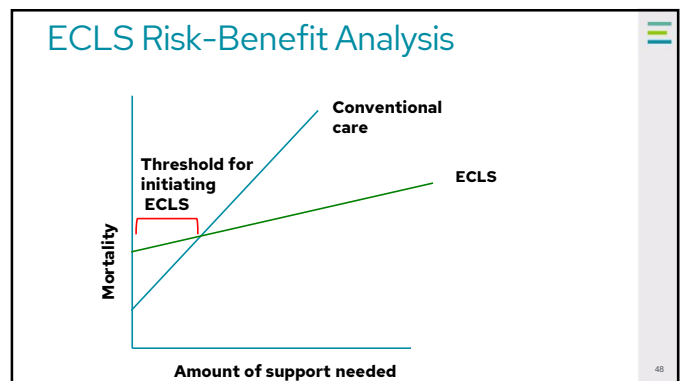 ECLS Risk-Benefit Analysis
Conventional
care
Threshold for
initiating
ECLS
ECLS
Mortality
Amount of support needed
48